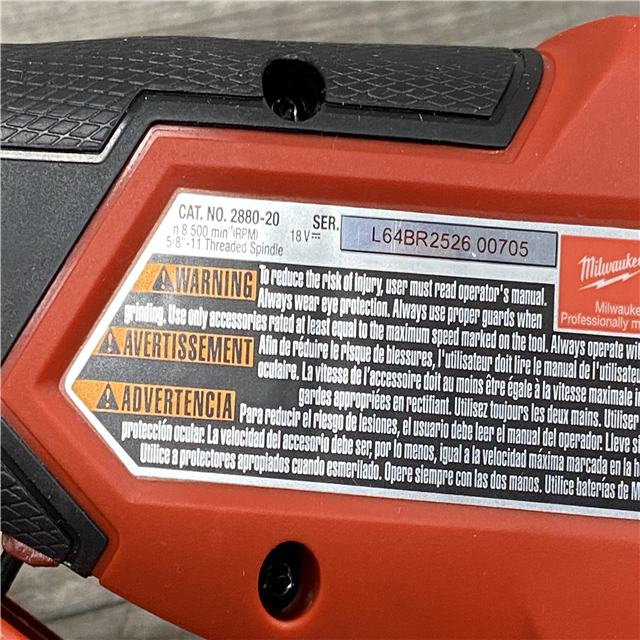 CAT. NO. 2880-20
n 8 500 min⁻¹(RPM) 18 V⎓
5/8"-11 Threaded Spindle
SER. L64BR2526 00705
Milwaukee
Milwaukee
Professionally
WARNING To reduce the risk of injury, user must read operator's manual.
Always wear eye protection. Always use proper guards when
grinding. Use only accessories rated at least equal to the maximum speed marked on the tool. Always operate
AVERTISSEMENT Afin de réduire le risque de blessures, l'utilisateur doit lire le manuel de l'utilisateur
oculaire. La vitesse de l'accessoire doit au moins être égale à la vitesse maximale
gardes appropriées en rectifiant. Utilisez toujours les deux mains. Utiliser
ADVERTENCIA Para reducir el riesgo de lesiones, el usuario debe leer el manual del operador. Lleve
protección ocular. La velocidad del accesorio debe ser, por lo menos, igual a la velocidad máxima marcada en la
Utilice a protectores apropiados cuando esmerilado. Opere siempre con las dos manos. Utilice baterías de